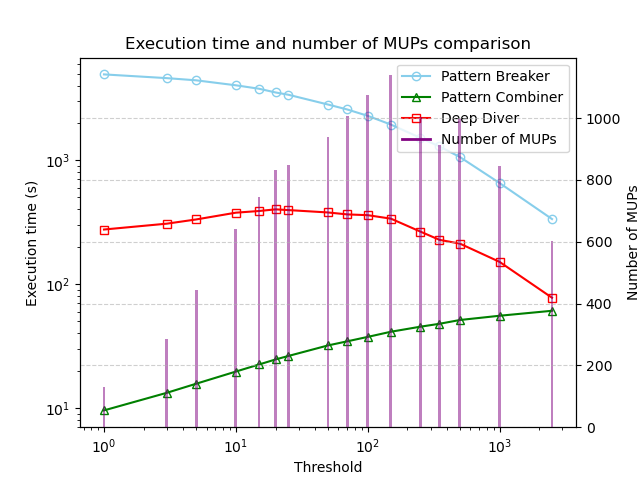 Execution time and number of MUPs comparison
Pattern Breaker
Pattern Combiner
Deep Diver
Number of MUPs
Execution time (s)
10³
10²
10¹
1000
800
600
400
200
0
Number of MUPs
10⁰ 10¹ 10² 10³
Threshold